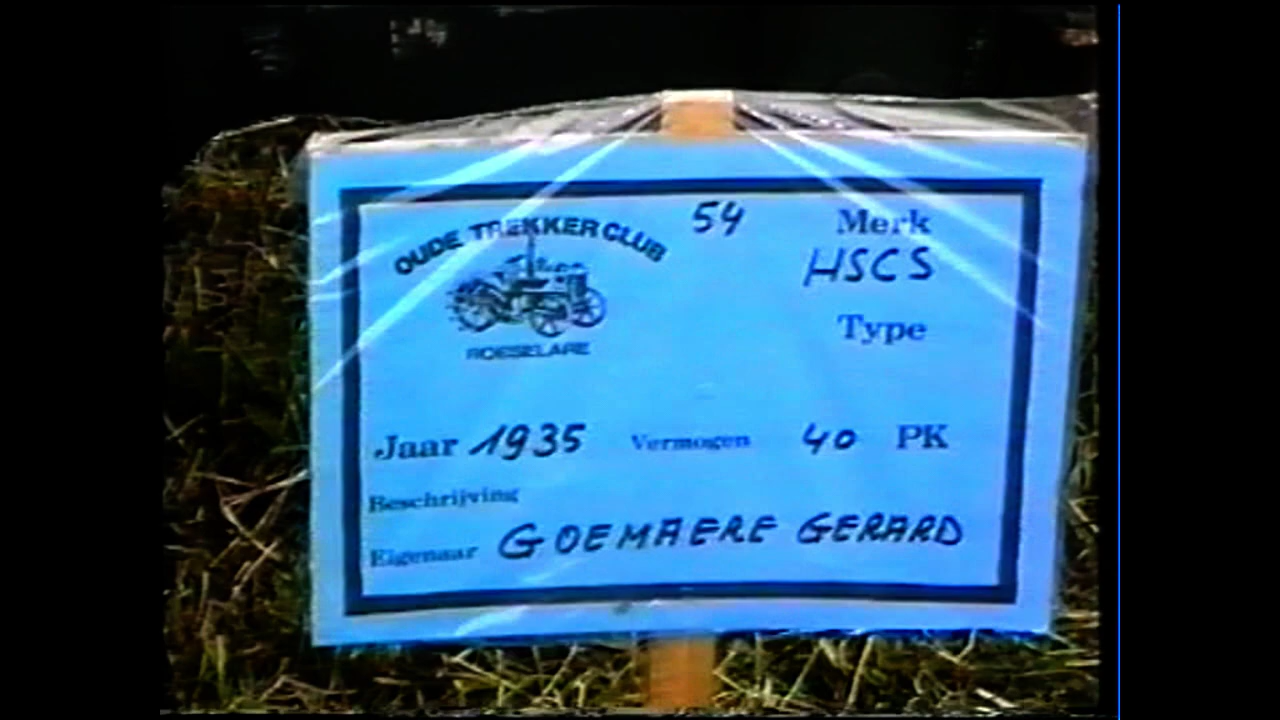 OUDE TREKKER CLUB
ROESELARE
54
Merk
HSCS
Type
Jaar 1935 Vermogen 40 PK
Beschrijving
Eigenaar GOEMAERE GERARD